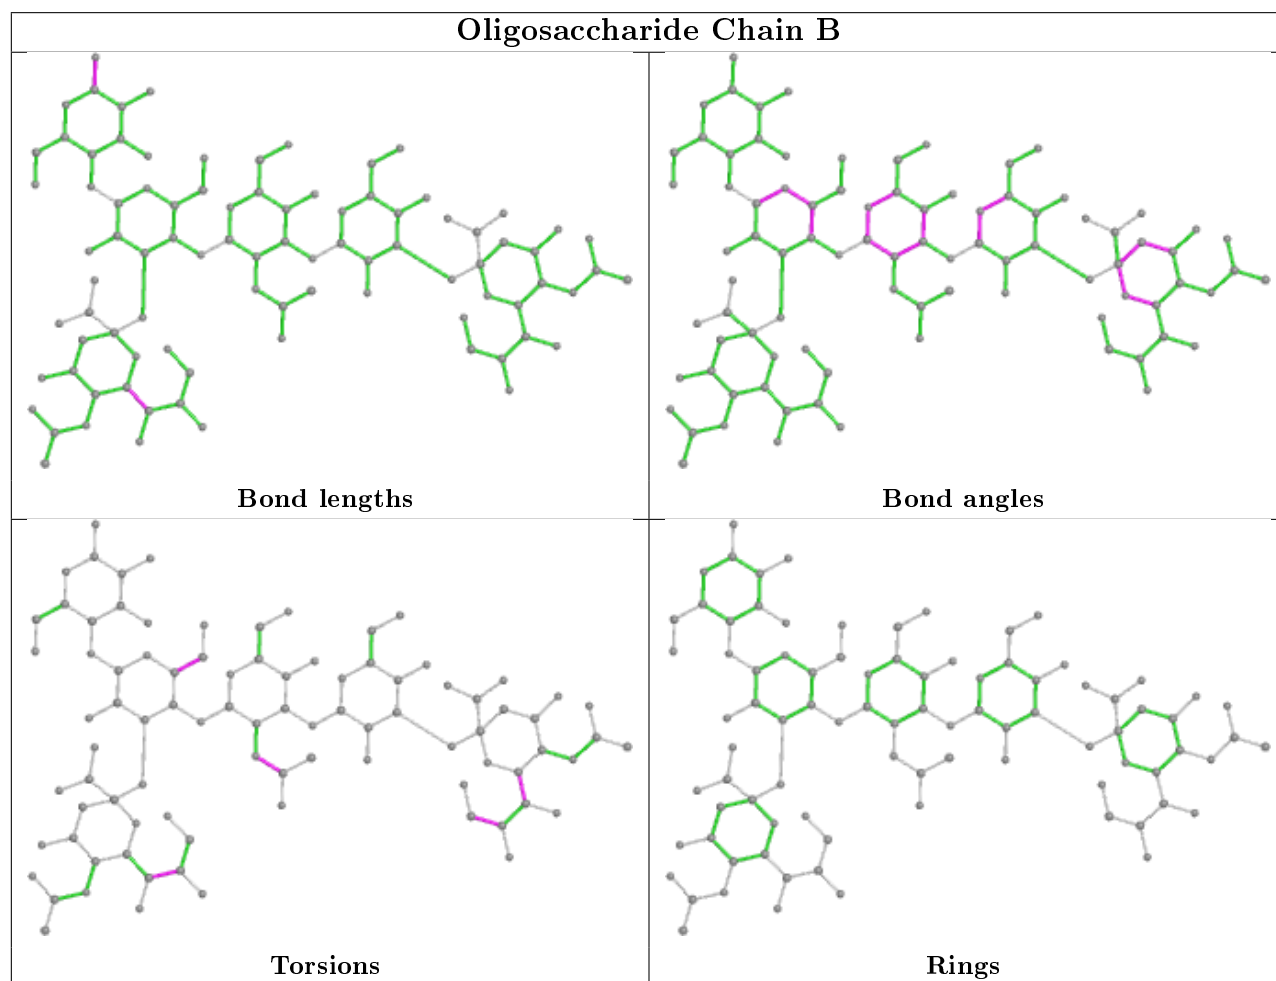 Oligosaccharide Chain B
Bond lengths
Bond angles
Torsions
Rings